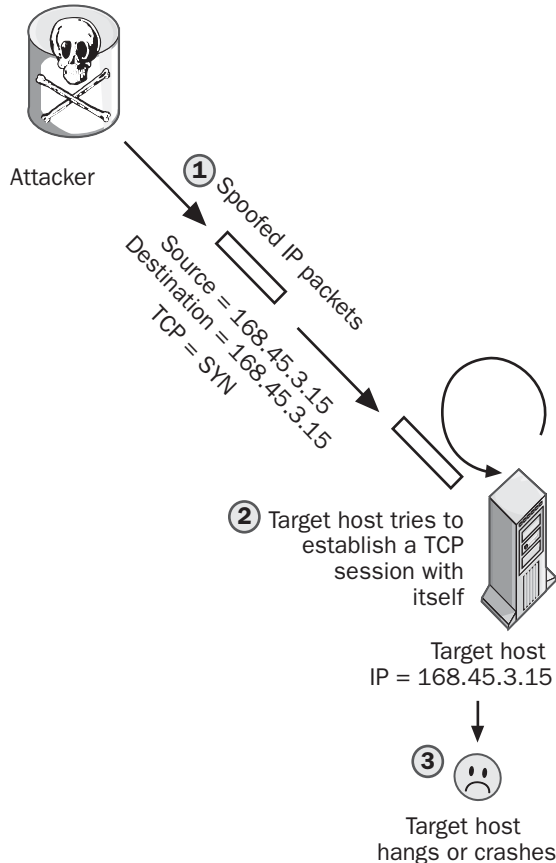 Attacker
1
Spoofed IP packets
Source = 168.45.3.15
Destination = 168.45.3.15
TCP = SYN
2
Target host tries to
establish a TCP
session with
itself
Target host
IP = 168.45.3.15
3
Target host
hangs or crashes